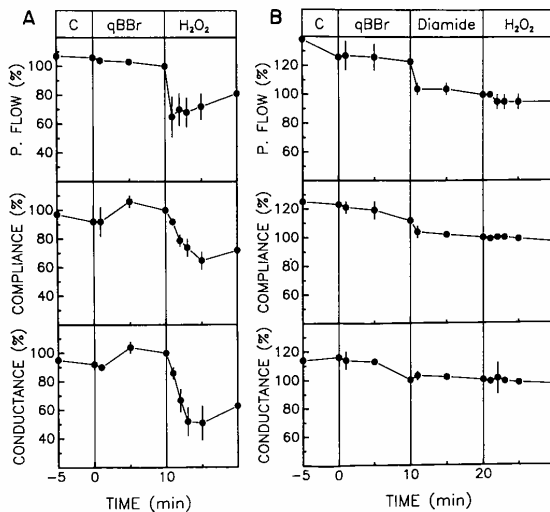 A
C qBBr H₂O₂
P. FLOW (%)
100
80
60
40
COMPLIANCE (%)
100
80
60
40
CONDUCTANCE (%)
100
80
60
40
20
-5 0 10
TIME (min)
B
C qBBr Diamide H₂O₂
P. FLOW (%)
120
100
80
60
COMPLIANCE (%)
120
100
80
60
CONDUCTANCE (%)
120
100
80
60
-5 0 10 20
TIME (min)